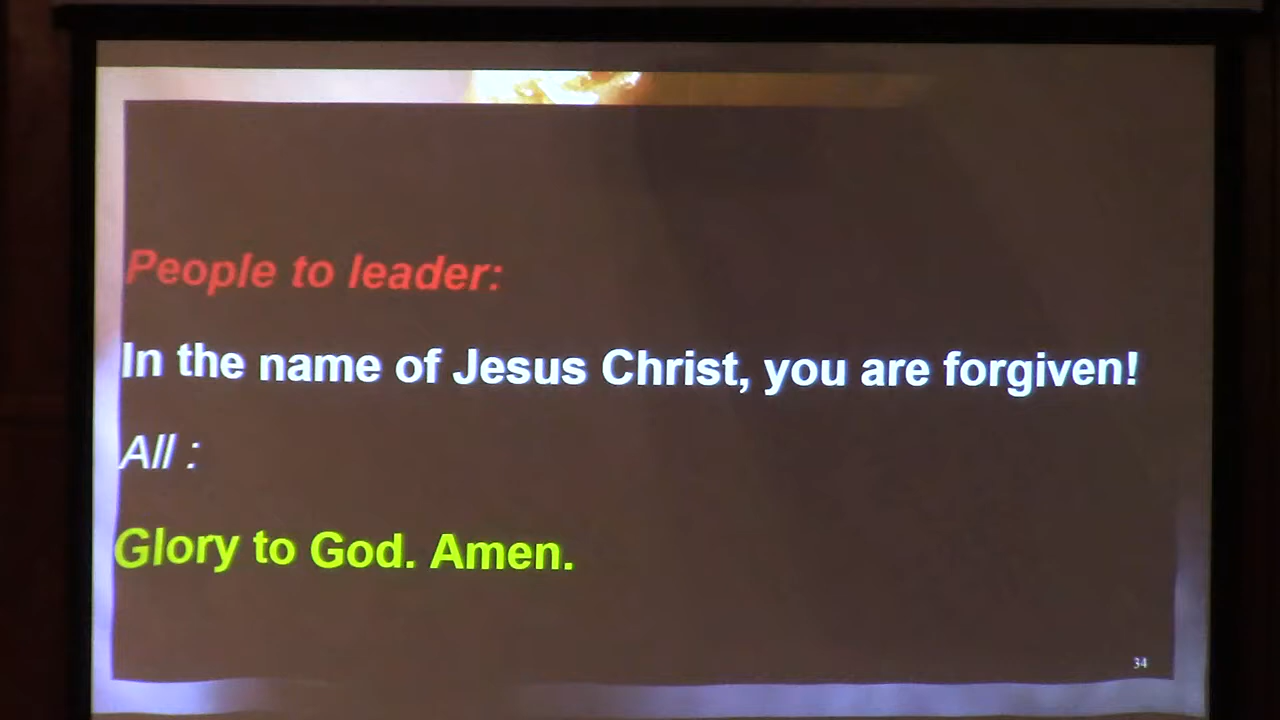 People to leader:
In the name of Jesus Christ, you are forgiven!
All :
Glory to God. Amen.
34